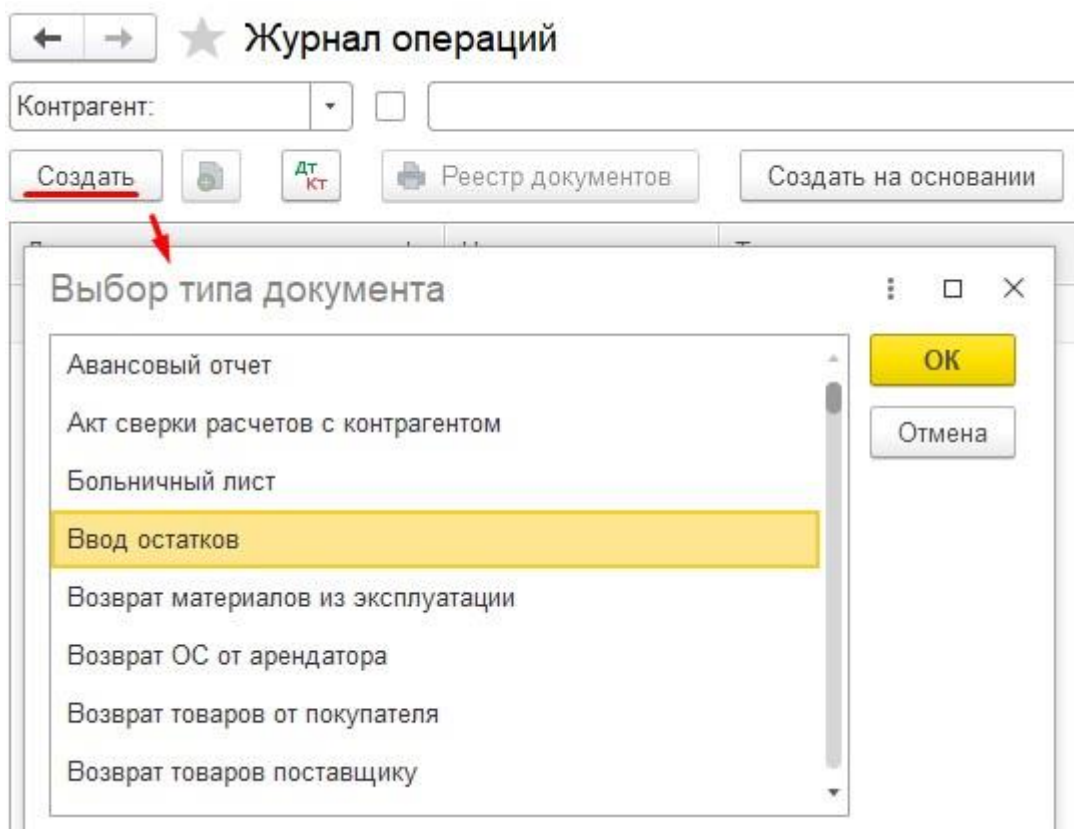 Журнал операций
Контрагент:
Создать
Дт
Кт
Реестр документов
Создать на основании
Выбор типа документа
Авансовый отчет
ОК
Акт сверки расчетов с контрагентом
Отмена
Больничный лист
Ввод остатков
Возврат материалов из эксплуатации
Возврат ОС от арендатора
Возврат товаров от покупателя
Возврат товаров поставщику